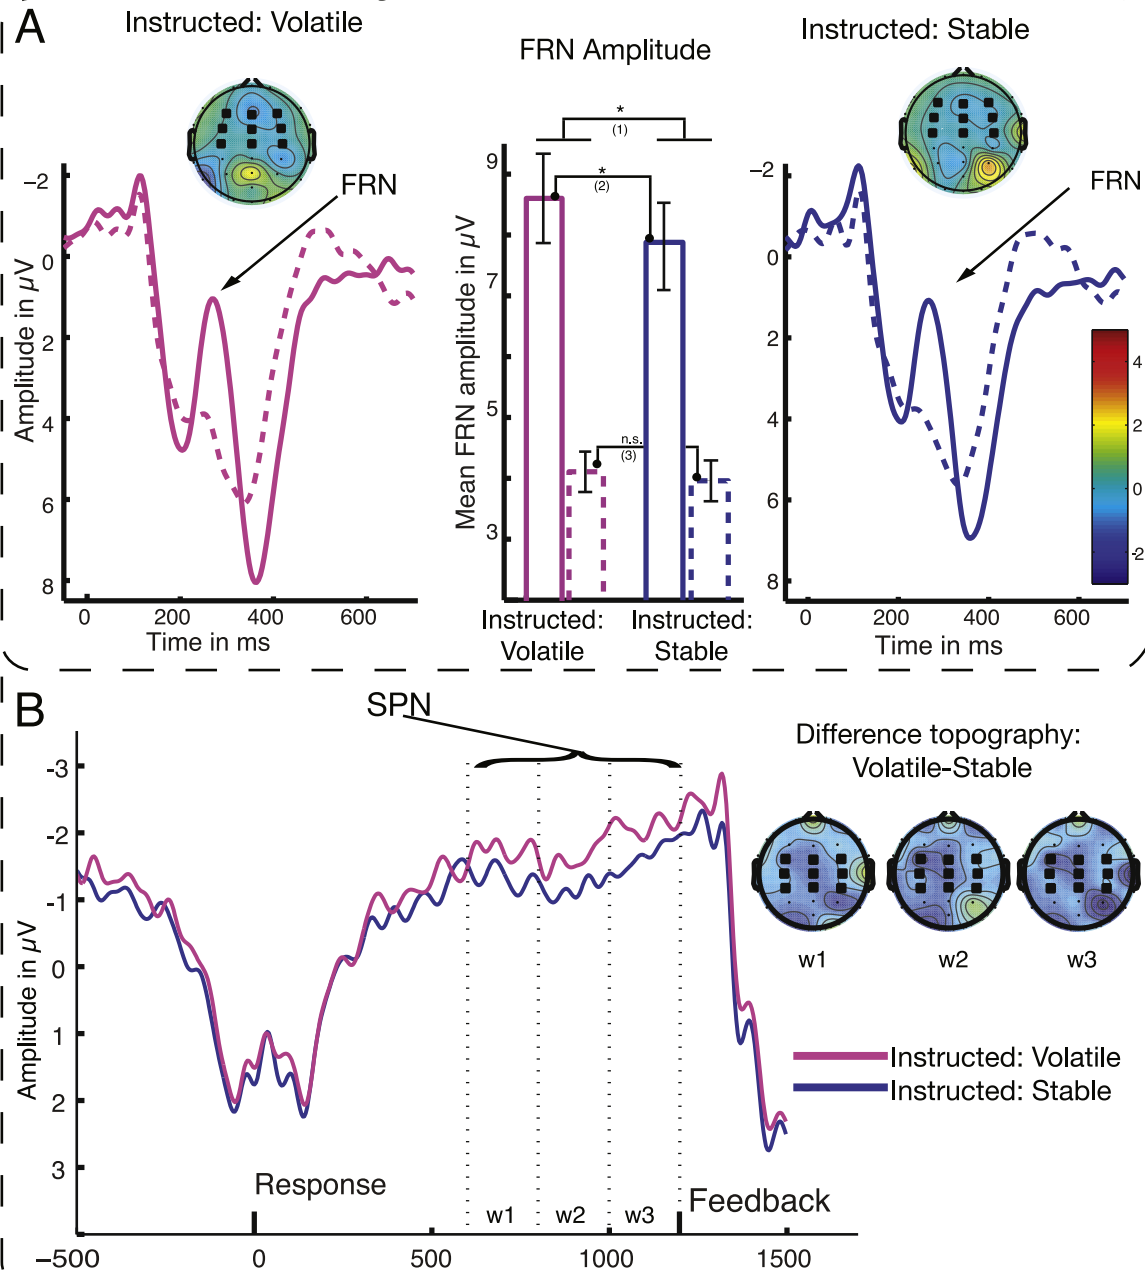 A
Instructed: Volatile
FRN Amplitude
Instructed: Stable
*
(1)
*
(2)
n.s.
(3)
FRN
FRN
Amplitude in µV
−2
0
2
4
6
8
0
200
400
600
Time in ms
Mean FRN amplitude in µV
9
7
5
3
Instructed:
Volatile
Instructed:
Stable
−2
0
2
4
6
8
0
200
400
600
Time in ms
4
2
0
-2
B
SPN
Difference topography:
Volatile-Stable
w1
w2
w3
Amplitude in µV
-3
-2
-1
0
1
2
3
Instructed: Volatile
Instructed: Stable
Response
w1
w2
w3
Feedback
−500
0
500
1000
1500